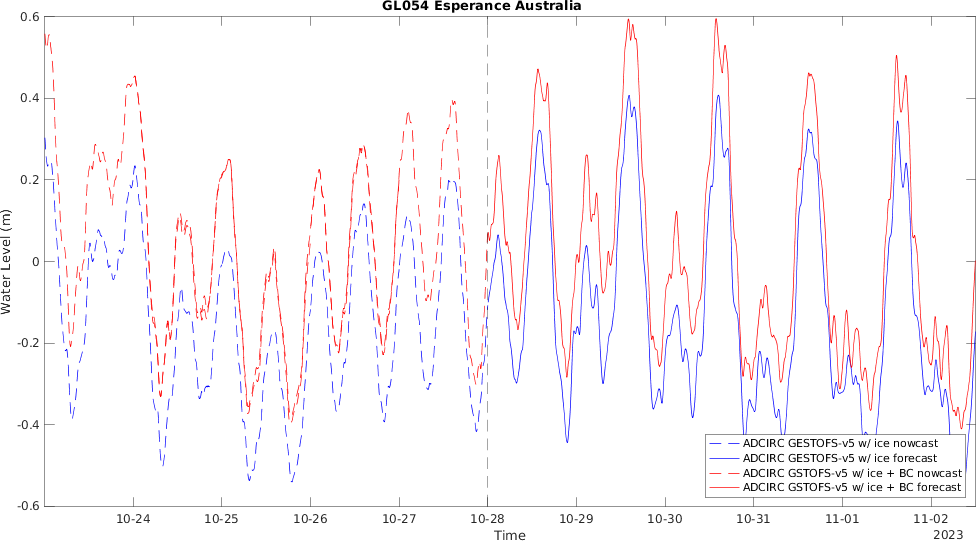 GL054 Esperance Australia
0.6
0.4
0.2
0
-0.2
-0.4
-0.6
Water Level (m)
ADCIRC GESTOFS-v5 w/ ice nowcast
ADCIRC GESTOFS-v5 w/ ice forecast
ADCIRC GSTOFS-v5 w/ ice + BC nowcast
ADCIRC GSTOFS-v5 w/ ice + BC forecast
10-24 10-25 10-26 10-27 10-28 10-29 10-30 10-31 11-01 11-02
Time
2023